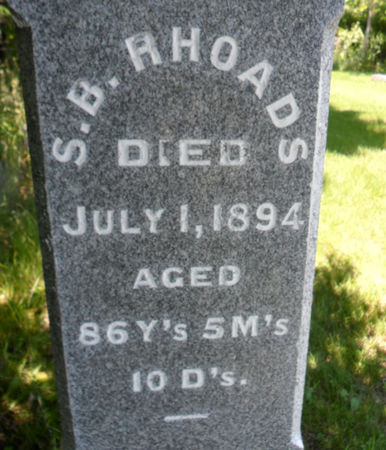 S.B. RHOADS
DIED
JULY 1, 1894
AGED
86 Y's 5 M's
10 D's.